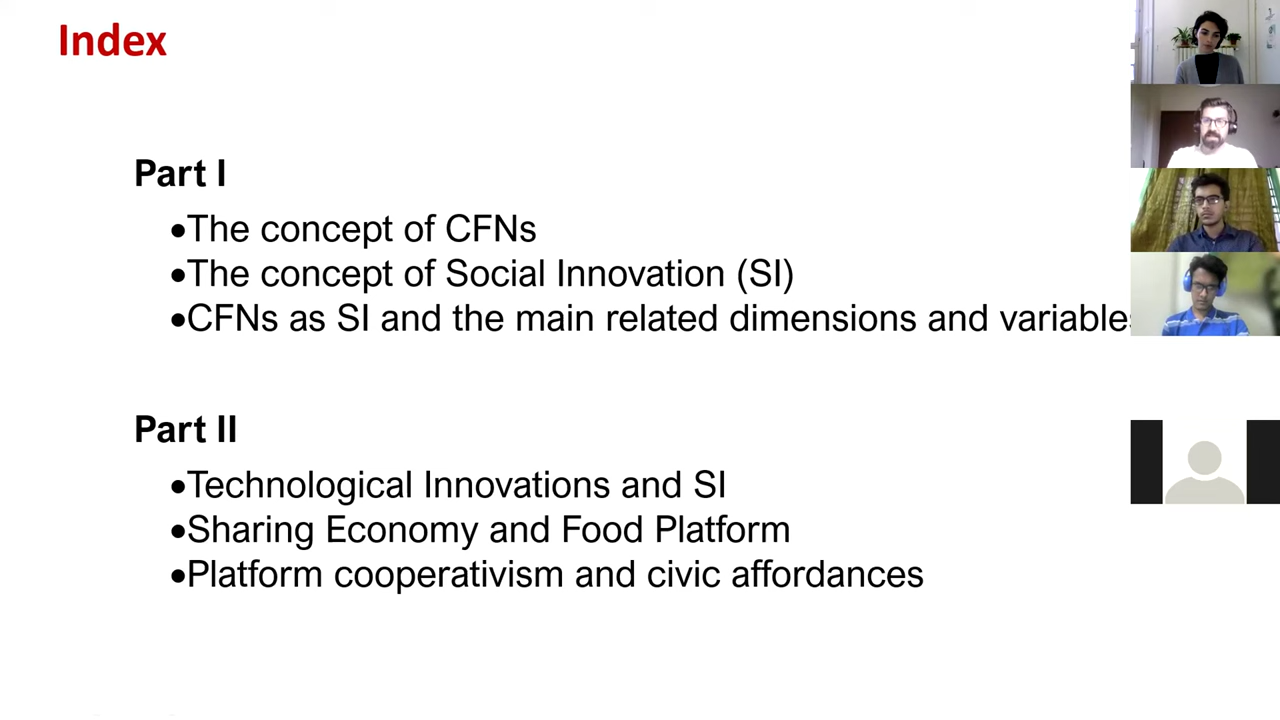 Index
Part I
•The concept of CFNs
•The concept of Social Innovation (SI)
•CFNs as SI and the main related dimensions and variables
Part II
•Technological Innovations and SI
•Sharing Economy and Food Platform
•Platform cooperativism and civic affordances